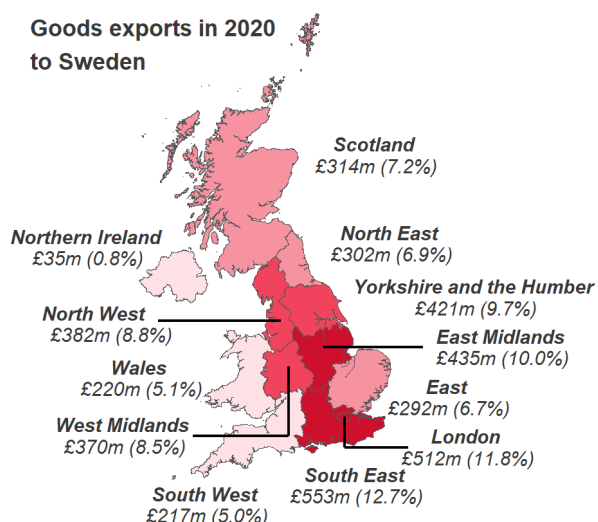 Goods exports in 2020
to Sweden
Scotland
£314m (7.2%)
North East
£302m (6.9%)
Northern Ireland
£35m (0.8%)
Yorkshire and the Humber
£421m (9.7%)
North West
£382m (8.8%)
East Midlands
£435m (10.0%)
Wales
£220m (5.1%)
East
£292m (6.7%)
West Midlands
£370m (8.5%)
London
£512m (11.8%)
South East
£553m (12.7%)
South West
£217m (5.0%)